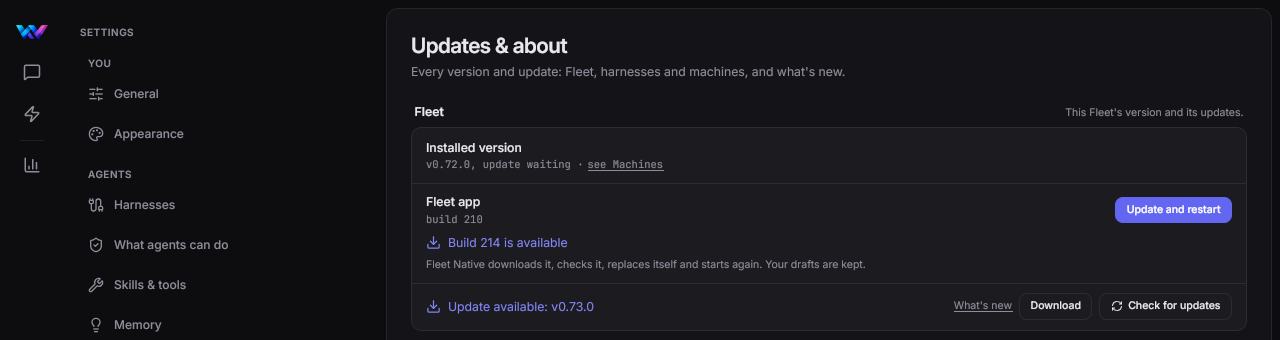 SETTINGS
YOU
General
Appearance
AGENTS
Harnesses
What agents can do
Skills & tools
Memory
Updates & about
Every version and update: Fleet, harnesses and machines, and what's new.
Fleet
This Fleet's version and its updates.
Installed version
v0.72.0, update waiting · see Machines
Fleet app
build 210
Update and restart
Build 214 is available
Fleet Native downloads it, checks it, replaces itself and starts again. Your drafts are kept.
Update available: v0.73.0
What's new
Download
Check for updates